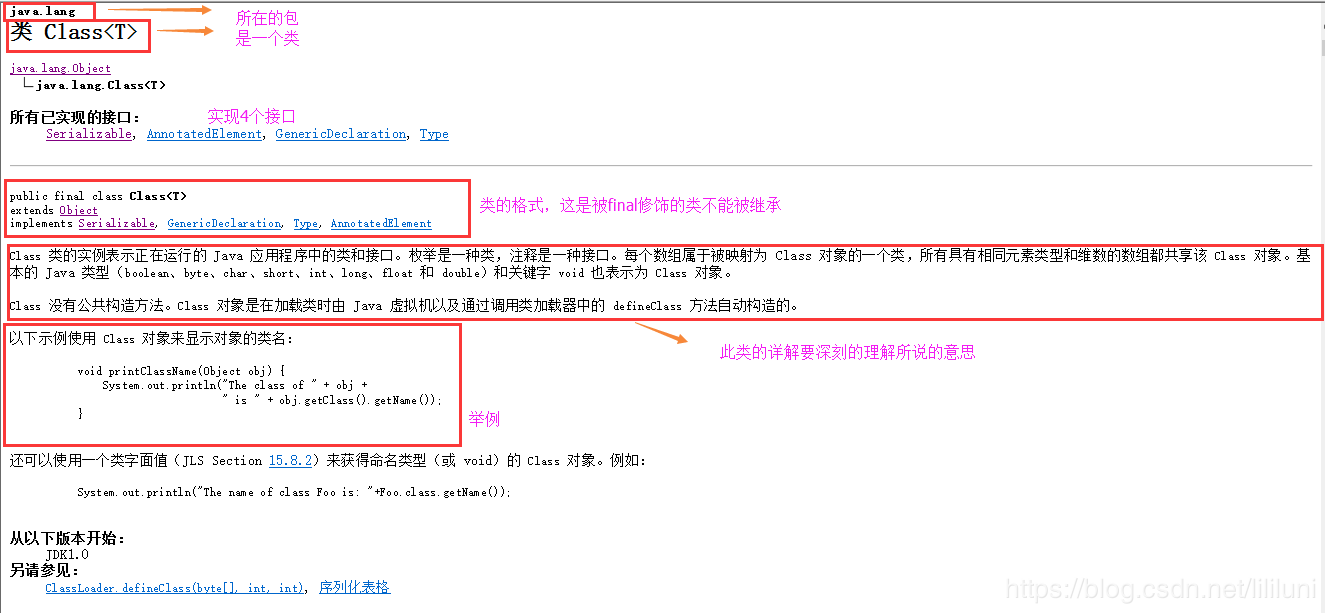 java.lang
所在的包
类 Class<T>
是一个类
java.lang.Object
java.lang.Class<T>
所有已实现的接口：
实现4个接口
Serializable, AnnotatedElement, GenericDeclaration, Type
public final class Class<T>
extends Object
implements Serializable, GenericDeclaration, Type, AnnotatedElement
类的格式，这是被final修饰的类不能被继承
Class 类的实例表示正在运行的 Java 应用程序中的类和接口。枚举是一种类，注释是一种接口。每个数组属于被映射为 Class 对象的一个类，所有具有相同元素类型和维数的数组都共享该 Class 对象。基
本的 Java 类型（boolean、byte、char、short、int、long、float 和 double）和关键字 void 也表示为 Class 对象。
Class 没有公共构造方法。Class 对象是在加载类时由 Java 虚拟机以及通过调用类加载器中的 defineClass 方法自动构造的。
此类的详解要深刻的理解所说的意思
以下示例使用 Class 对象来显示对象的类名：
void printClassName(Object obj) {
System.out.println("The class of " + obj +
" is " + obj.getClass().getName());
}
举例
还可以使用一个类字面值（JLS Section 15.8.2）来获得命名类型（或 void）的 Class 对象。例如：
System.out.println("The name of class Foo is: "+Foo.class.getName());
从以下版本开始：
JDK1.0
另请参见：
ClassLoader.defineClass(byte[], int, int), 序列化表格
https://blog.csdn.net/lililuni